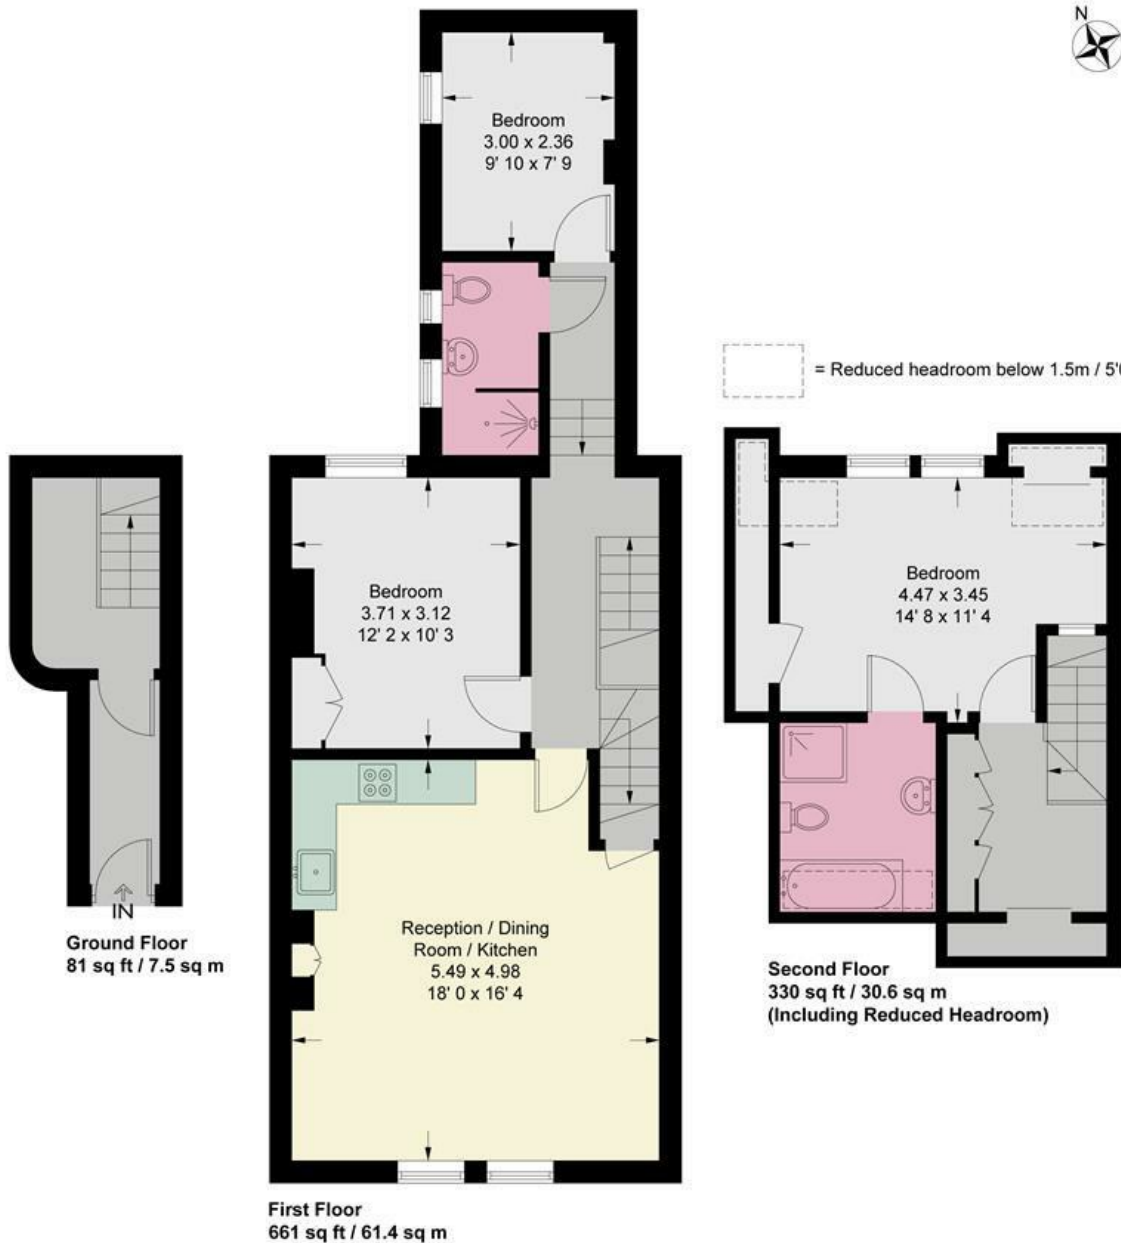 N
Bedroom
3.00 x 2.36
9' 10 x 7' 9
= Reduced headroom below 1.5m / 5'
Bedroom
3.71 x 3.12
12' 2 x 10' 3
Bedroom
4.47 x 3.45
14' 8 x 11' 4
IN
Ground Floor
81 sq ft / 7.5 sq m
Reception / Dining
Room / Kitchen
5.49 x 4.98
18' 0 x 16' 4
Second Floor
330 sq ft / 30.6 sq m
(Including Reduced Headroom)
First Floor
661 sq ft / 61.4 sq m